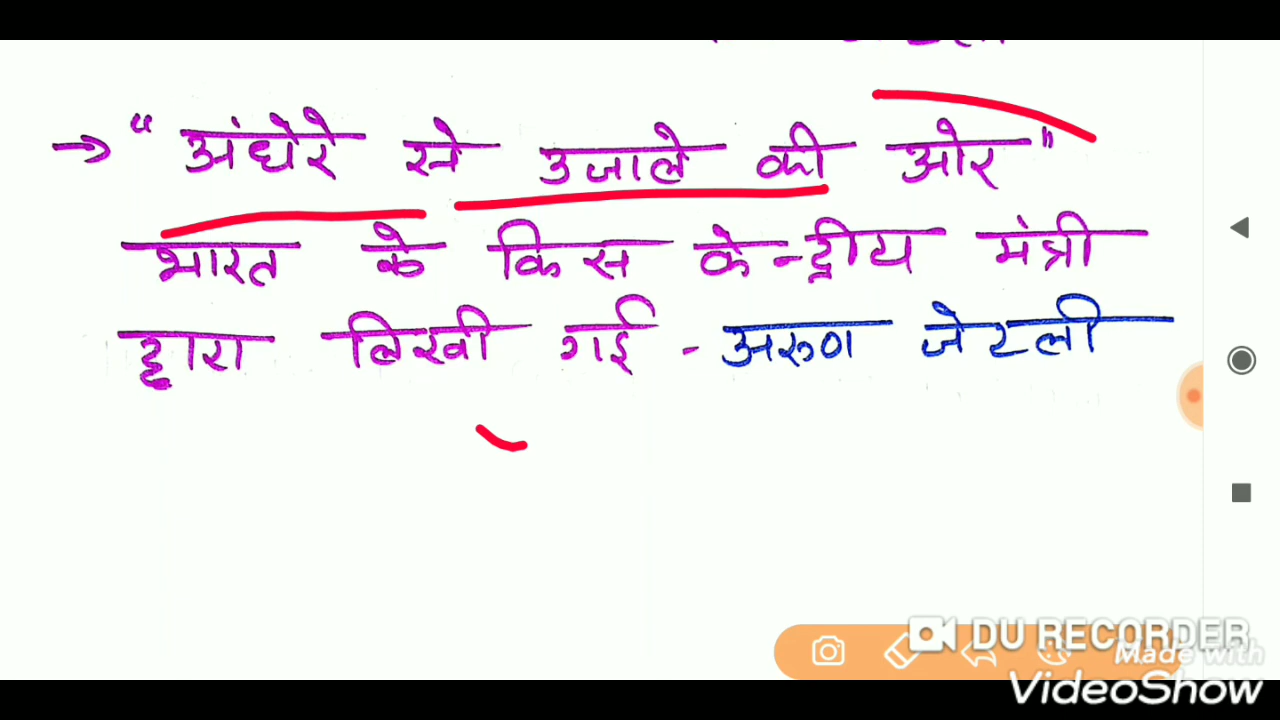 → "अंधेरे से उजाले की ओर"
भारत के किस केन्द्रीय मंत्री
द्वारा लिखी गई - अरुण जेटली
DU RECORDER
Made with
VideoShow